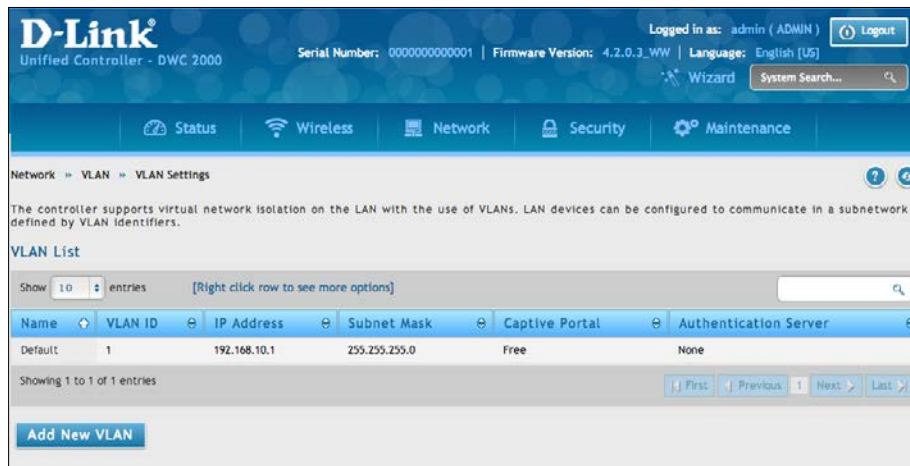 D-Link
Unified Controller - DWC 2000
Logged in as: admin ( ADMIN ) Logout
Serial Number: 0000000000001 | Firmware Version: 4.2.0.3_WW | Language: English [US]
Wizard System Search...
Status Wireless Network Security Maintenance
Network » VLAN » VLAN Settings
The controller supports virtual network isolation on the LAN with the use of VLANs. LAN devices can be configured to communicate in a subnetwork
defined by VLAN identifiers.
VLAN List
Show 10 entries [Right click row to see more options]
Name VLAN ID IP Address Subnet Mask Captive Portal Authentication Server
Default 1 192.168.10.1 255.255.255.0 Free None
Showing 1 to 1 of 1 entries First Previous 1 Next Last
Add New VLAN